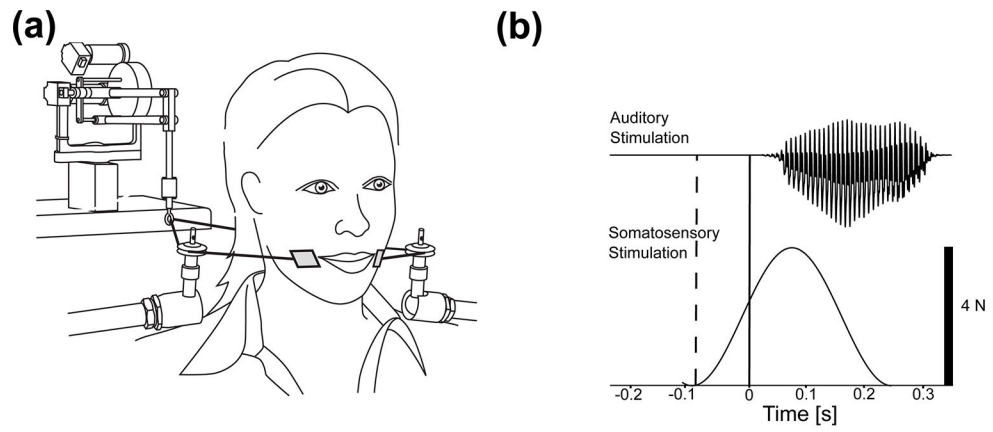 (a)
(b)
Auditory
Stimulation
Somatosensory
Stimulation
4 N
-0.2 -0.1 0 0.1 0.2 0.3
Time [s]